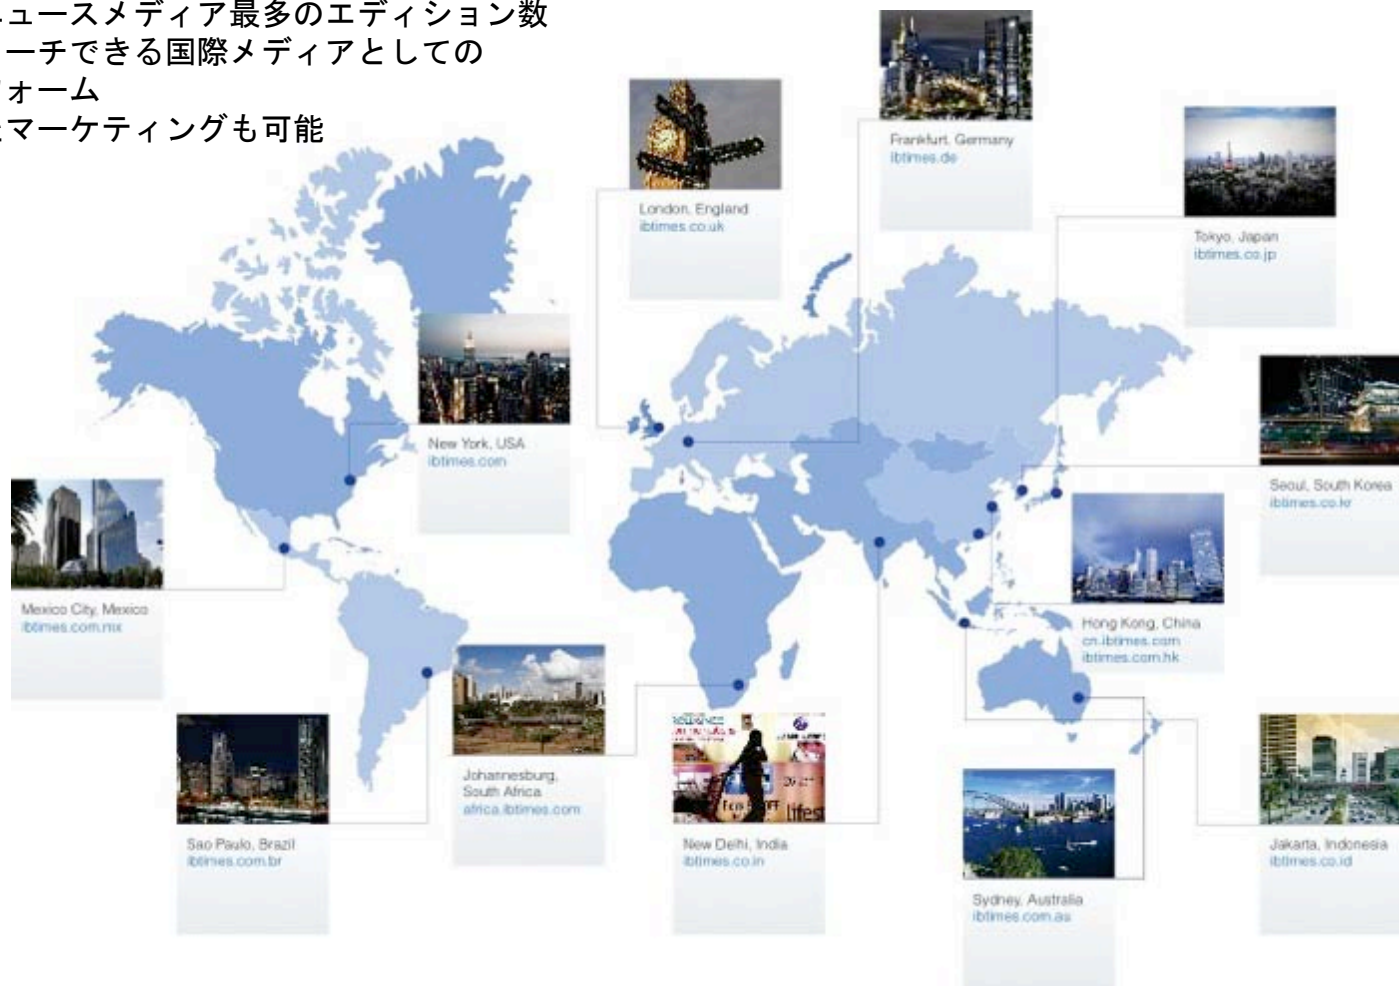 ニュースメディア最多のエディション数
ーチできる国際メディアとしての
ォーム
マーケティングも可能
Frankfurt, Germany
ibtimes.de
London, England
ibtimes.co.uk
Tokyo, Japan
ibtimes.co.jp
New York, USA
ibtimes.com
Seoul, South Korea
ibtimes.co.kr
Mexico City, Mexico
ibtimes.com.mx
Hong Kong, China
cn.ibtimes.com
ibtimes.com.hk
Johannesburg,
South Africa
africa.ibtimes.com
Sao Paulo, Brazil
ibtimes.com.br
New Delhi, India
ibtimes.co.in
Jakarta, Indonesia
ibtimes.co.id
Sydney, Australia
ibtimes.com.au